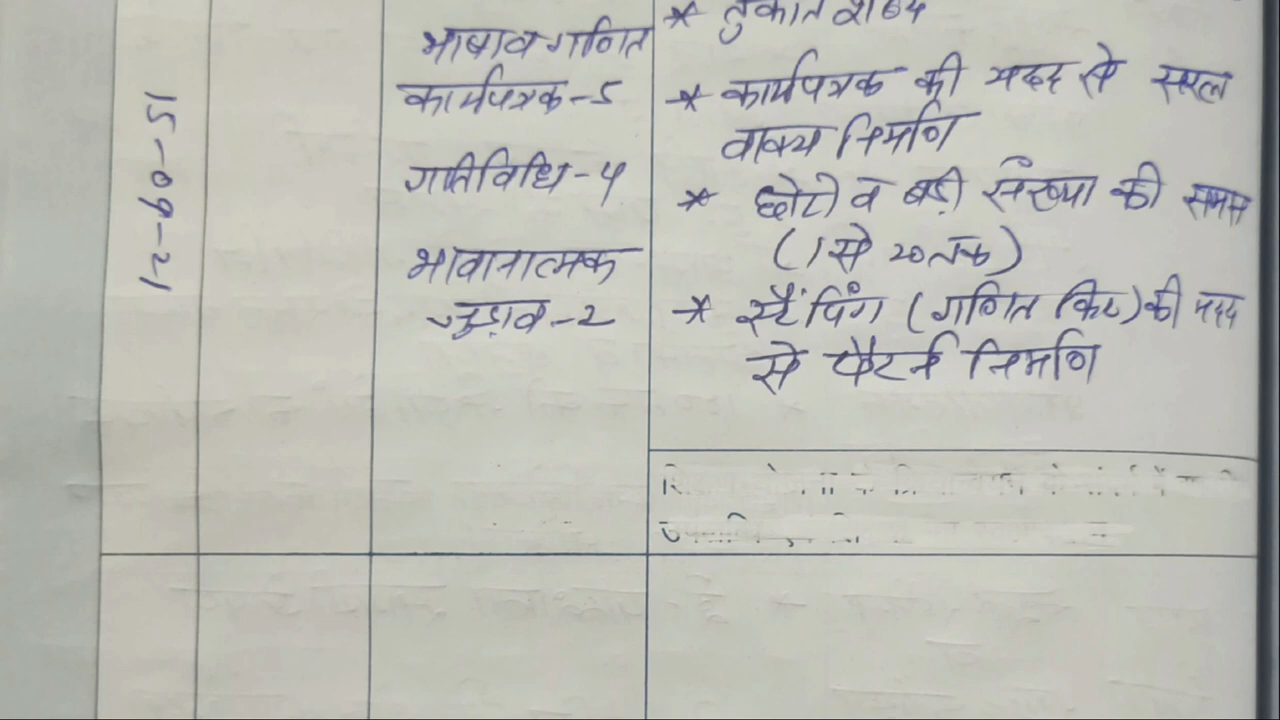 15-09-21
भाषा व गणित
कार्यपत्रक-5
गतिविधि-4
भावानात्मक
जुड़ाव-2
* तुकांत शब्द
* कार्यपत्रक की मदद से सरल
वाक्य निर्माण
* छोटी व बड़ी संख्या की समझ
(1 से 20 तक)
* स्टैंपिंग (गणित किट) की मदद
से पैटर्न निर्माण